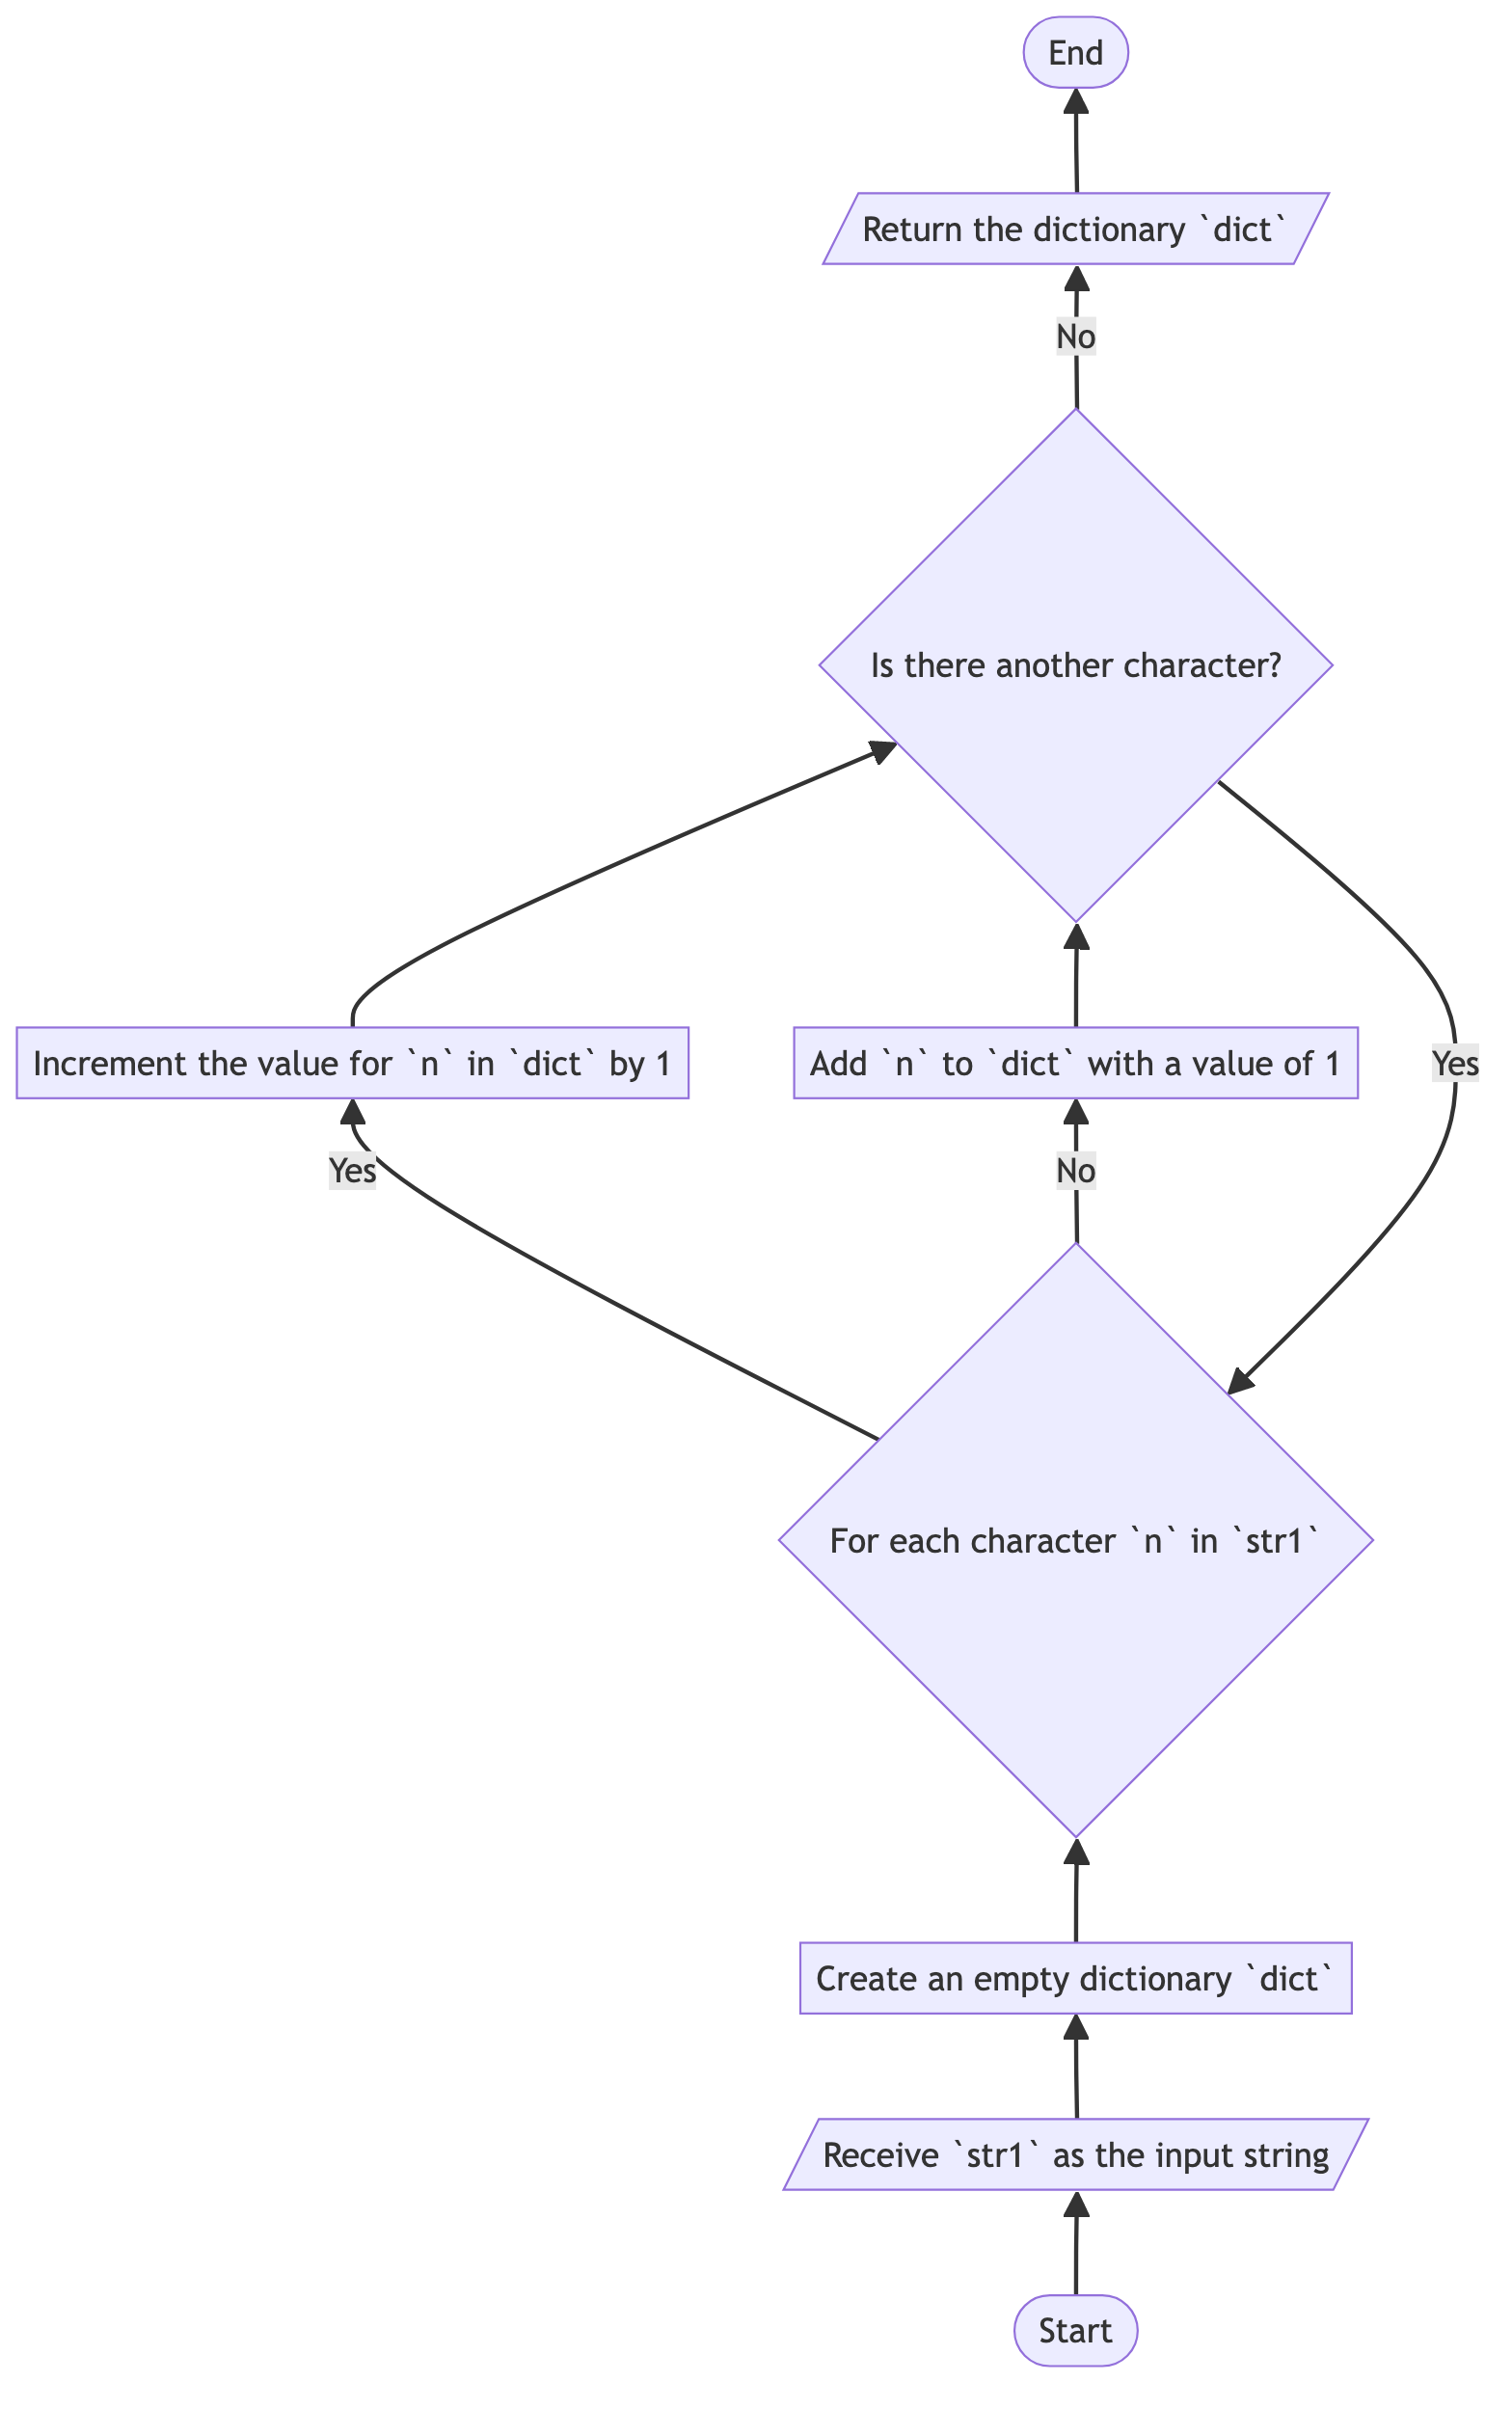 End
Return the dictionary `dict`
No
Is there another character?
Increment the value for `n` in `dict` by 1
Add `n` to `dict` with a value of 1
Yes
Yes
No
For each character `n` in `str1`
Create an empty dictionary `dict`
Receive `str1` as the input string
Start